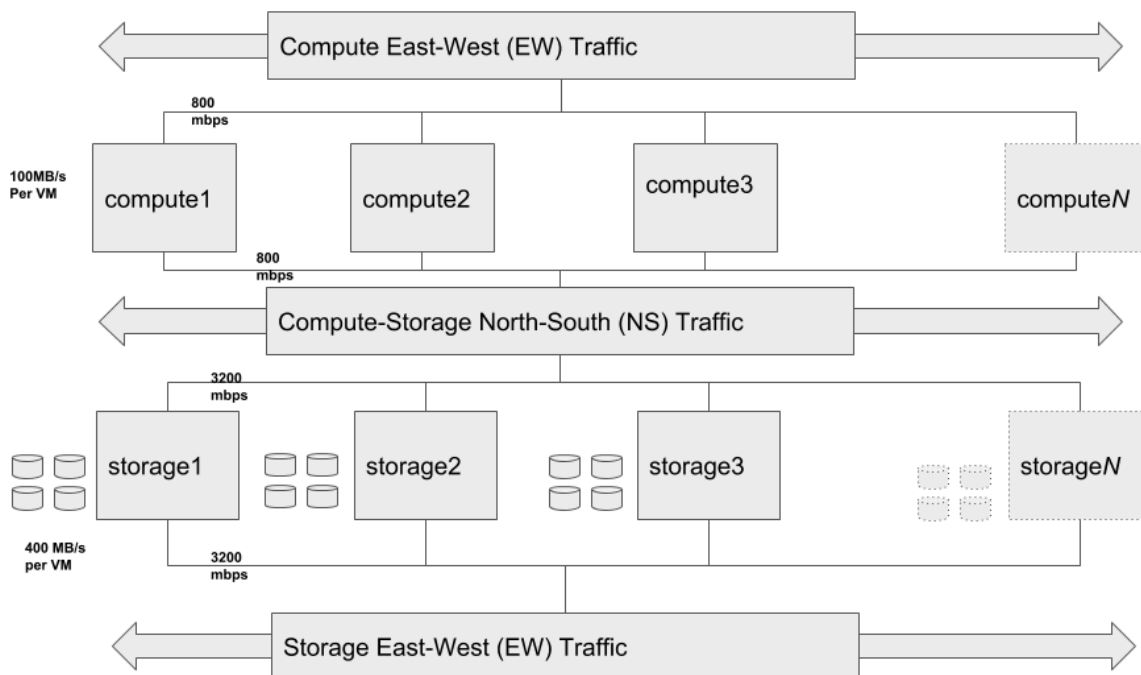 Compute East-West (EW) Traffic
800
mbps
100MB/s
Per VM
compute1
compute2
compute3
computeN
800
mbps
Compute-Storage North-South (NS) Traffic
3200
mbps
storage1
storage2
storage3
storageN
400 MB/s
per VM
3200
mbps
Storage East-West (EW) Traffic